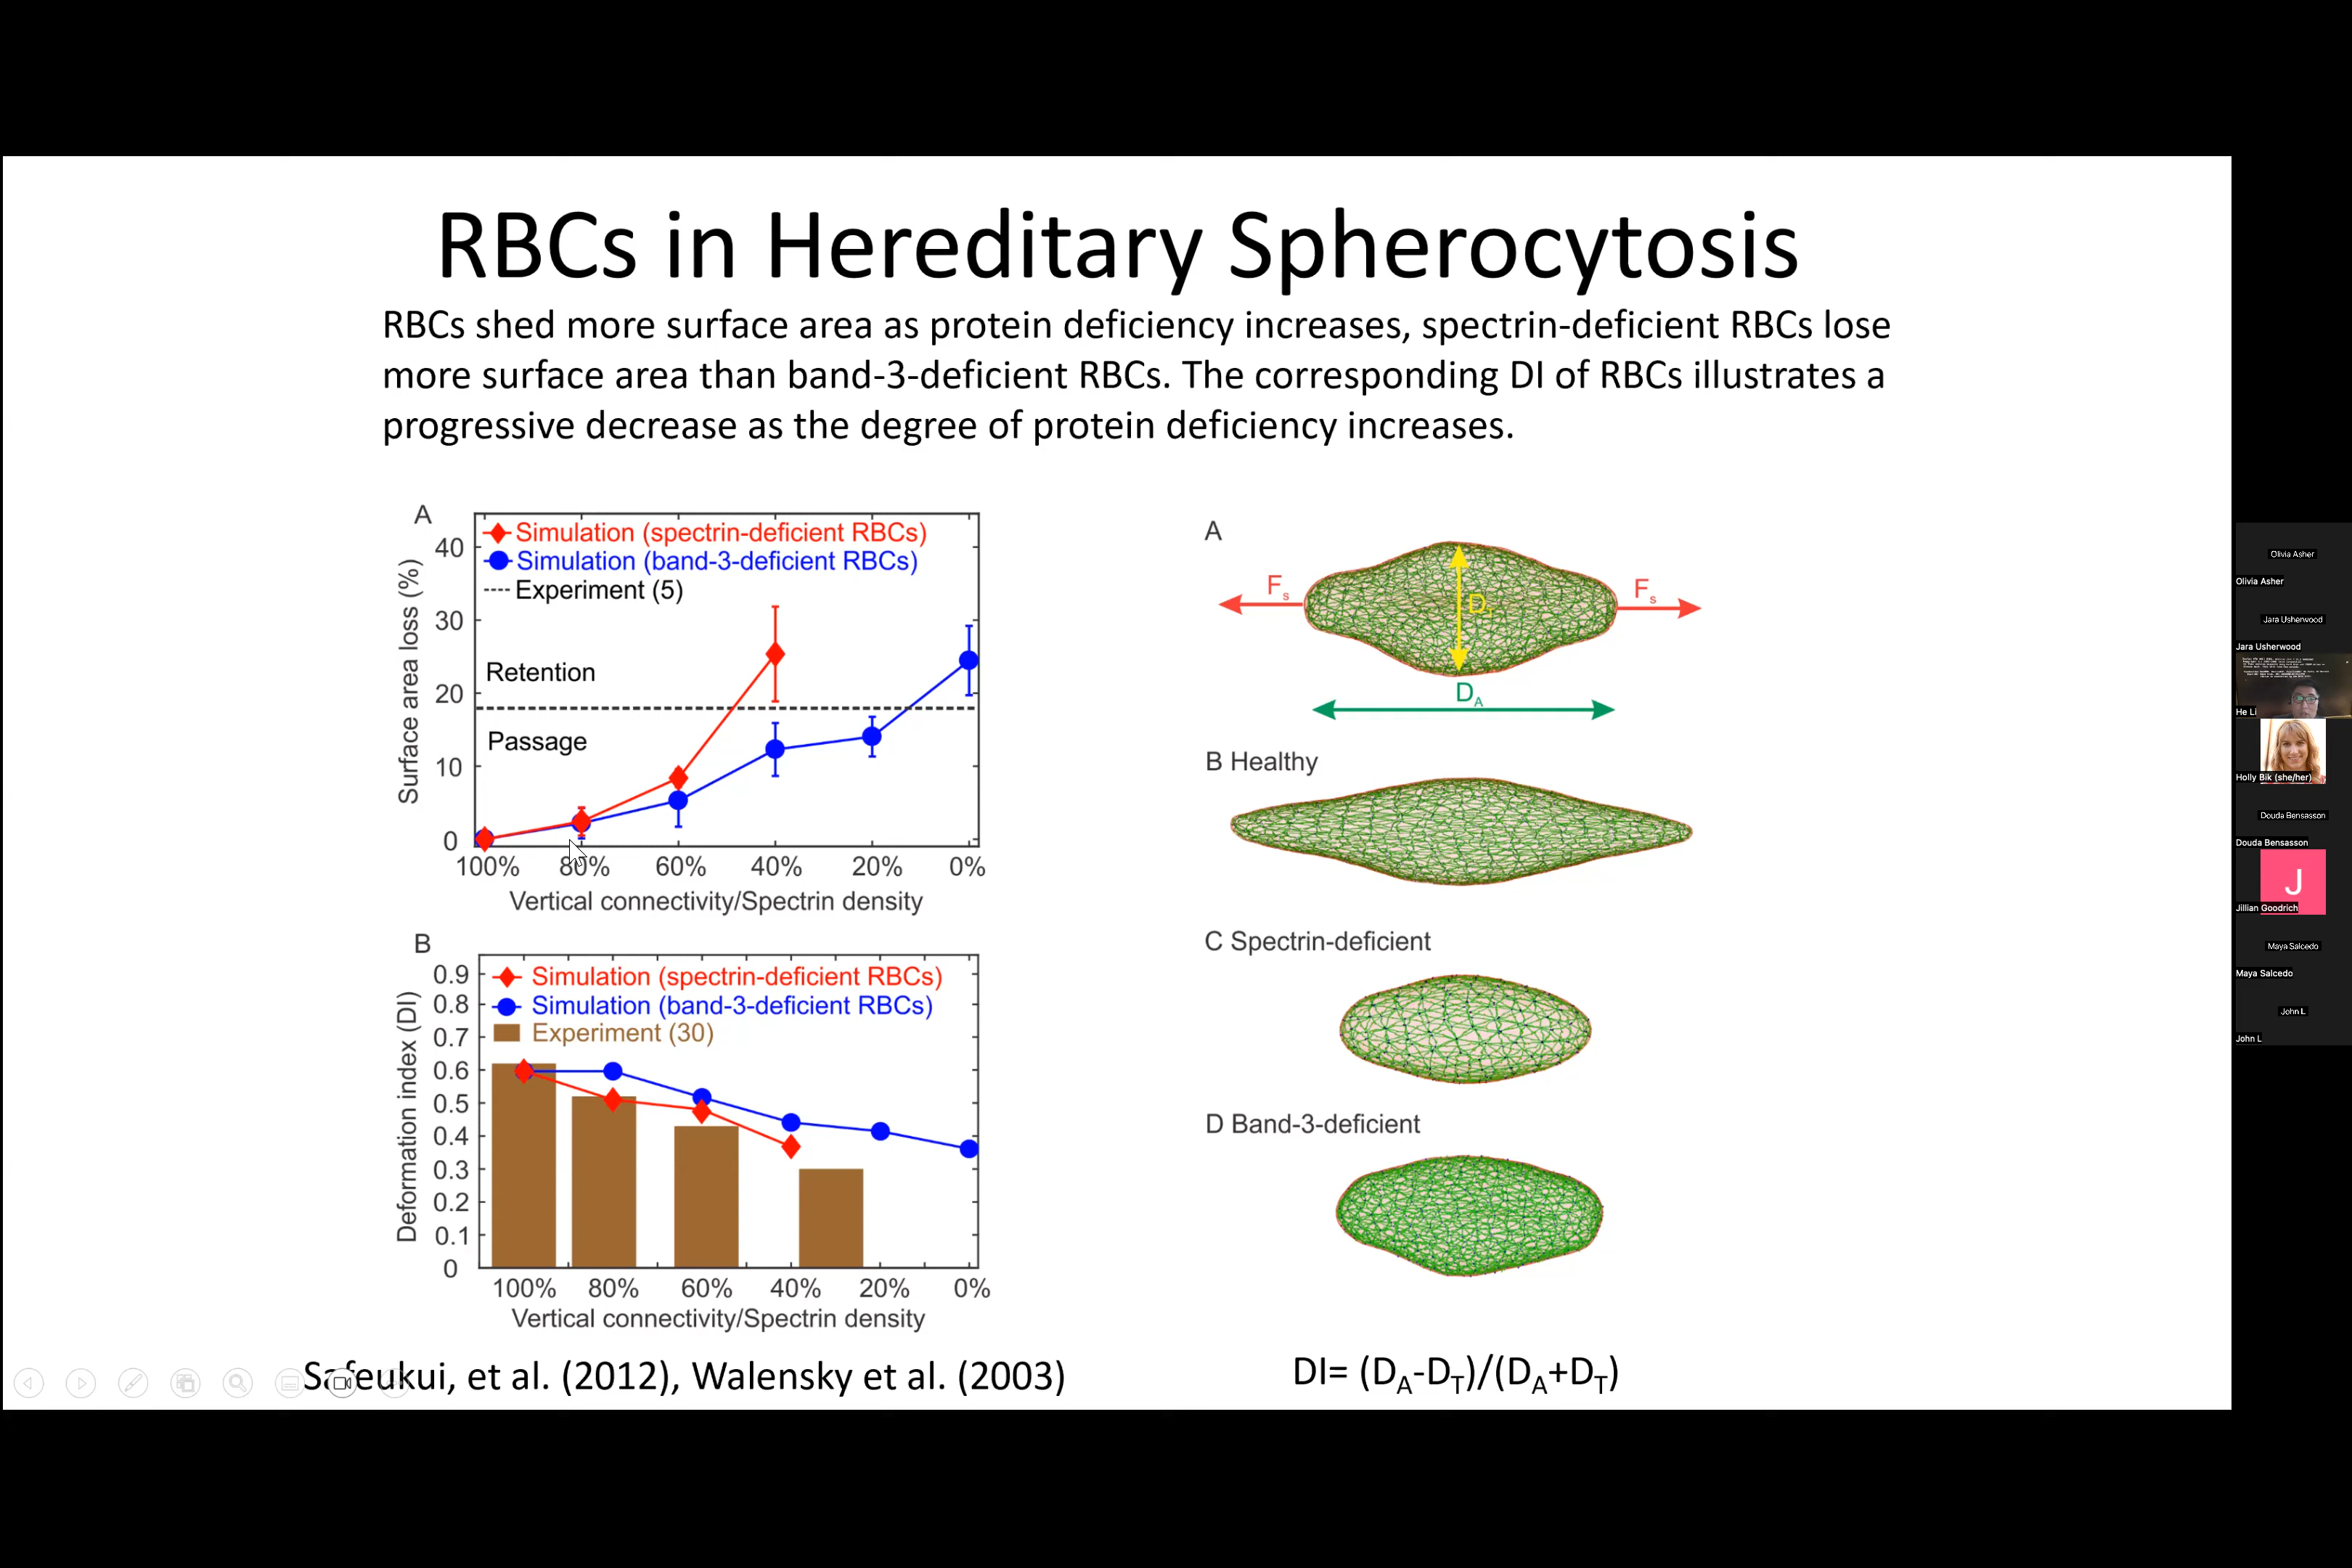 RBCs in Hereditary Spherocytosis
RBCs shed more surface area as protein deficiency increases, spectrin-deficient RBCs lose
more surface area than band-3-deficient RBCs. The corresponding DI of RBCs illustrates a
progressive decrease as the degree of protein deficiency increases.
A
Simulation (spectrin-deficient RBCs)
Simulation (band-3-deficient RBCs)
Experiment (5)
Retention
Passage
Surface area loss (%)
40
30
20
10
0
100% 80% 60% 40% 20% 0%
Vertical connectivity/Spectrin density
B
Simulation (spectrin-deficient RBCs)
Simulation (band-3-deficient RBCs)
Experiment (30)
Deformation index (DI)
0.9
0.8
0.7
0.6
0.5
0.4
0.3
0.2
0.1
0
100% 80% 60% 40% 20% 0%
Vertical connectivity/Spectrin density
Safeukui, et al. (2012), Walensky et al. (2003)
A
Fs
Fs
D
DA
B Healthy
C Spectrin-deficient
D Band-3-deficient
DI= (DA-DT)/(DA+DT)
Olivia Asher
Olivia Asher
Jara Usherwood
Jara Usherwood
He Li
Holly Bik (she/her)
Douda Bensasson
Douda Bensasson
J
Jillian Goodrich
Maya Salcedo
Maya Salcedo
John L
John L